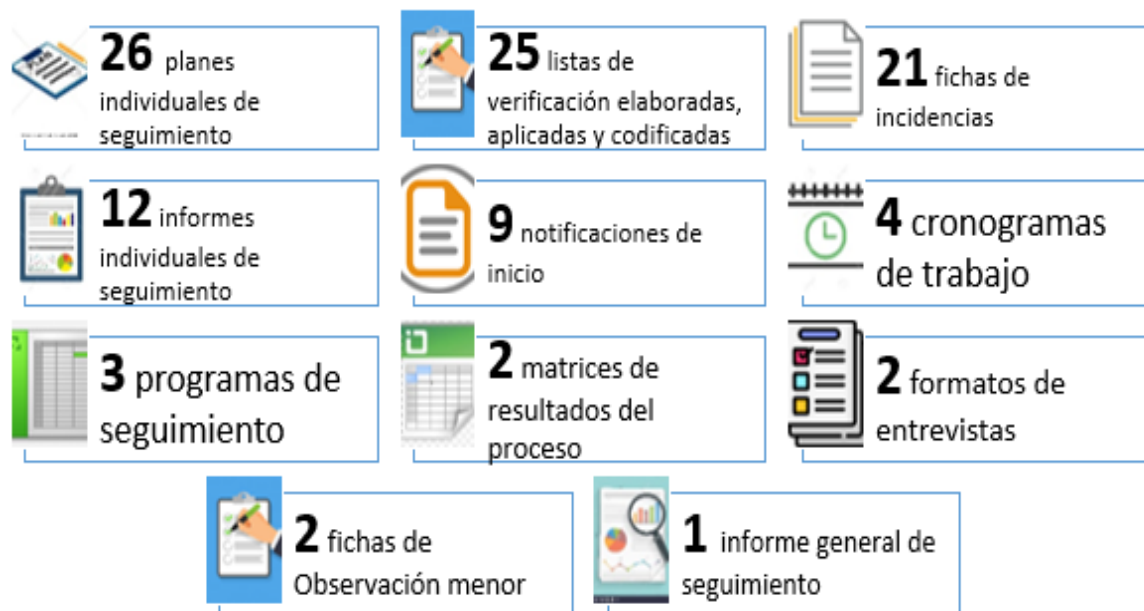 26 planes
individuales de
seguimiento
25 listas de
verificación elaboradas,
aplicadas y codificadas
21 fichas de
incidencias
12 informes
individuales de
seguimiento
9 notificaciones de
inicio
4 cronogramas
de trabajo
3 programas de
seguimiento
2 matrices de
resultados del
proceso
2 formatos de
entrevistas
2 fichas de
Observación menor
1 informe general de
seguimiento